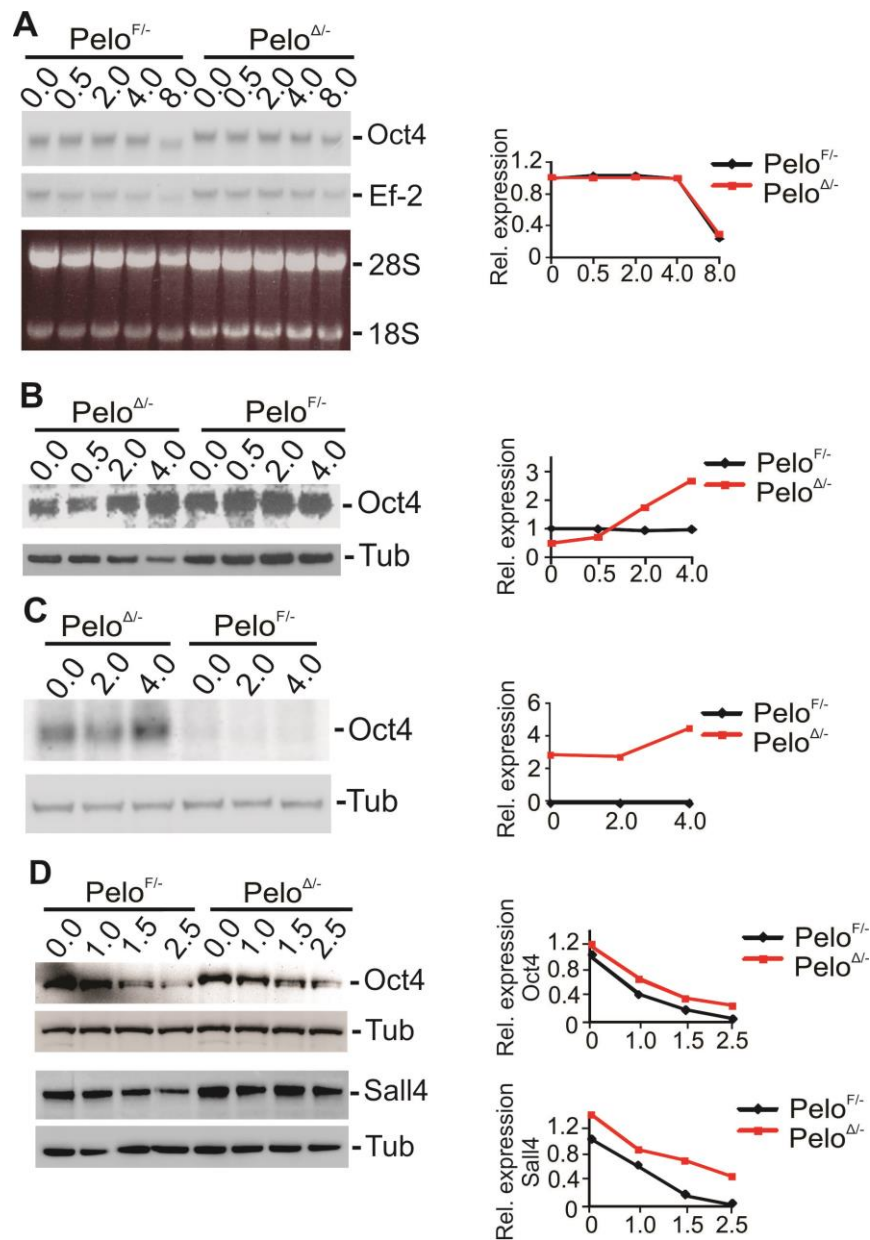 A
Pelo^F/- Pelo^Δ/-
0.0 0.5 2.0 4.0 8.0 0.0 0.5 2.0 4.0 8.0
-Oct4
-Ef-2
-28S
-18S
Rel. expression
1.2
0.8
0.4
0
0 0.5 2.0 4.0 8.0
Pelo^F/-
Pelo^Δ/-
B
Pelo^Δ/- Pelo^F/-
0.0 0.5 2.0 4.0 0.0 0.5 2.0 4.0
-Oct4
-Tub
Rel. expression
3
2
1
0
0 0.5 2.0 4.0
Pelo^F/-
Pelo^Δ/-
C
Pelo^Δ/- Pelo^F/-
0.0 2.0 4.0 0.0 2.0 4.0
-Oct4
-Tub
Rel. expression
6
4
2
0
0 2.0 4.0
Pelo^F/-
Pelo^Δ/-
D
Pelo^F/- Pelo^Δ/-
0.0 1.0 1.5 2.5 0.0 1.0 1.5 2.5
-Oct4
-Tub
-Sall4
-Tub
Rel. expression
Oct4
1.2
0.8
0.4
0
0 1.0 1.5 2.5
Pelo^F/-
Pelo^Δ/-
Rel. expression
Sall4
1.2
0.8
0.4
0
0 1.0 1.5 2.5
Pelo^F/-
Pelo^Δ/-